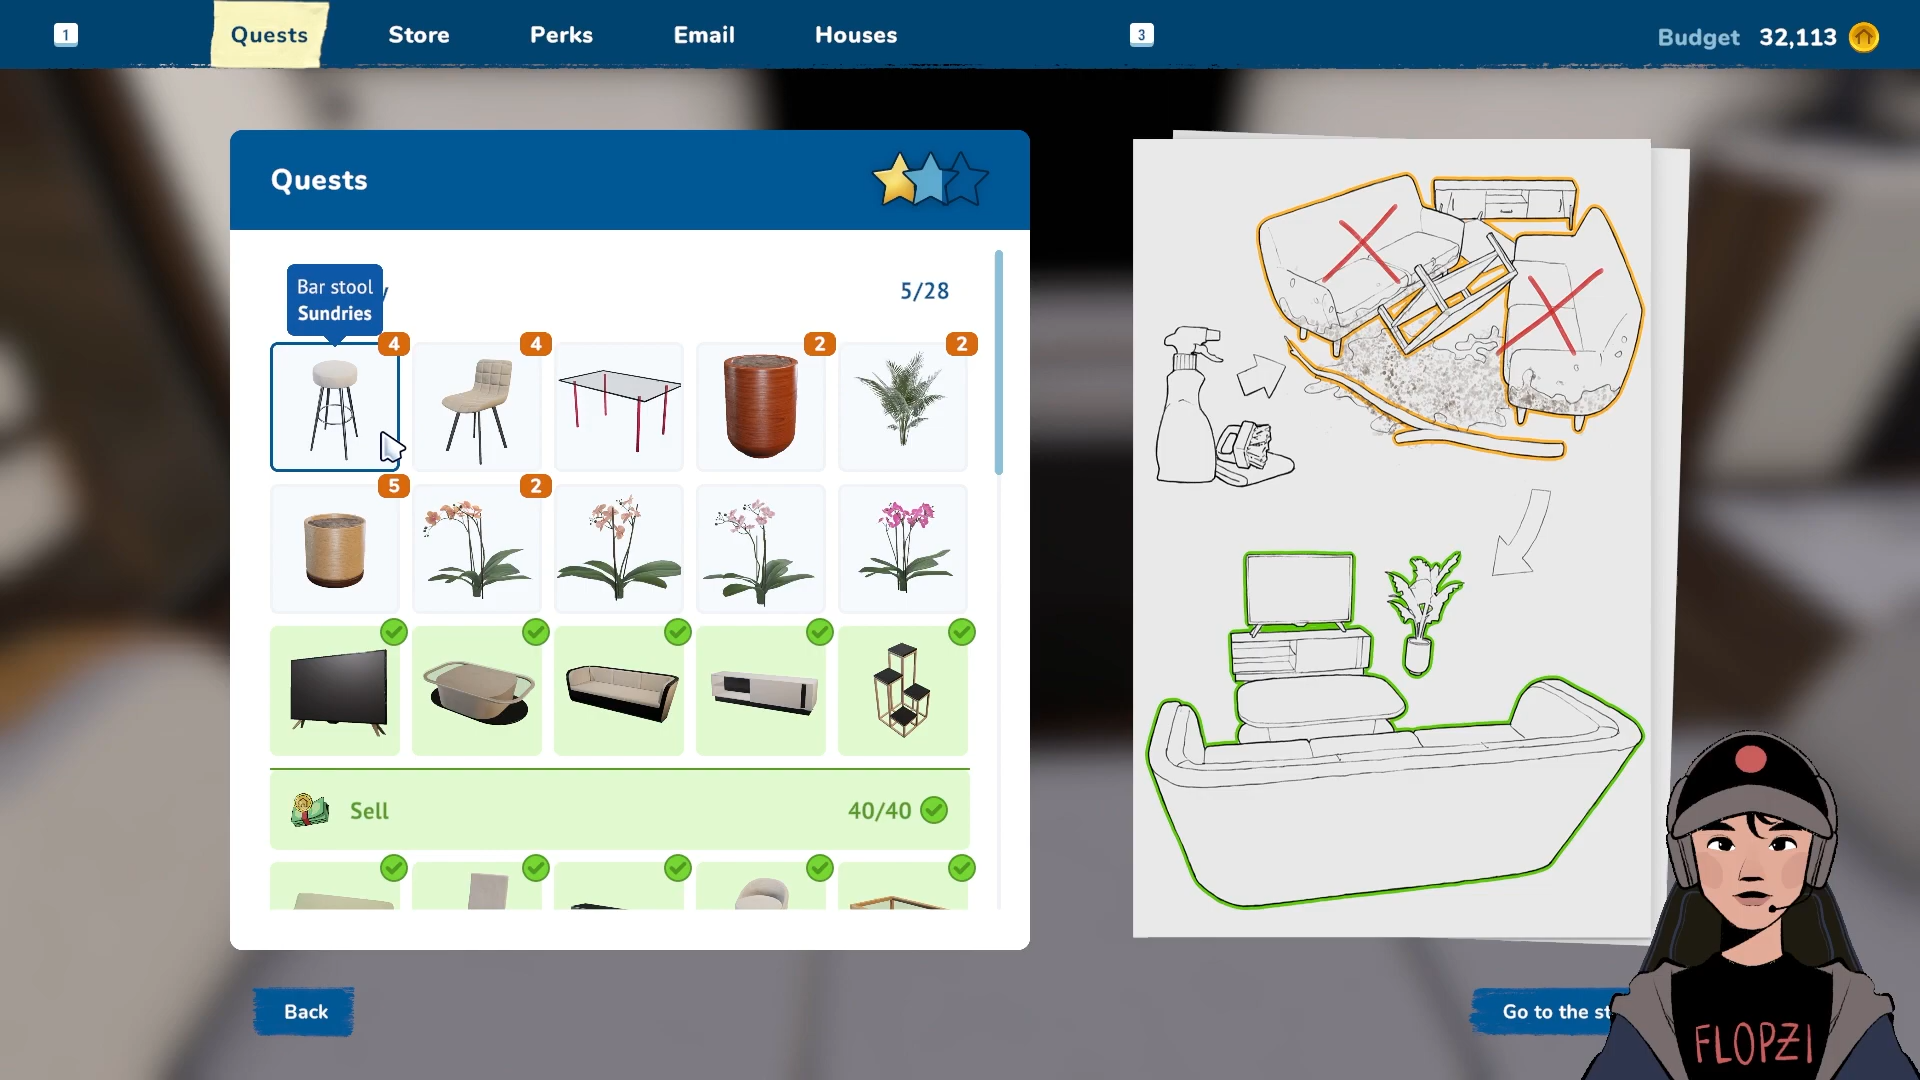 1
Quests
Store
Perks
Email
Houses
3
Budget 32,113
Quests
Bar stool
Sundries
5/28
4
4
2
2
5
2
Sell
40/40
Back
Go to the st
FLOPZI